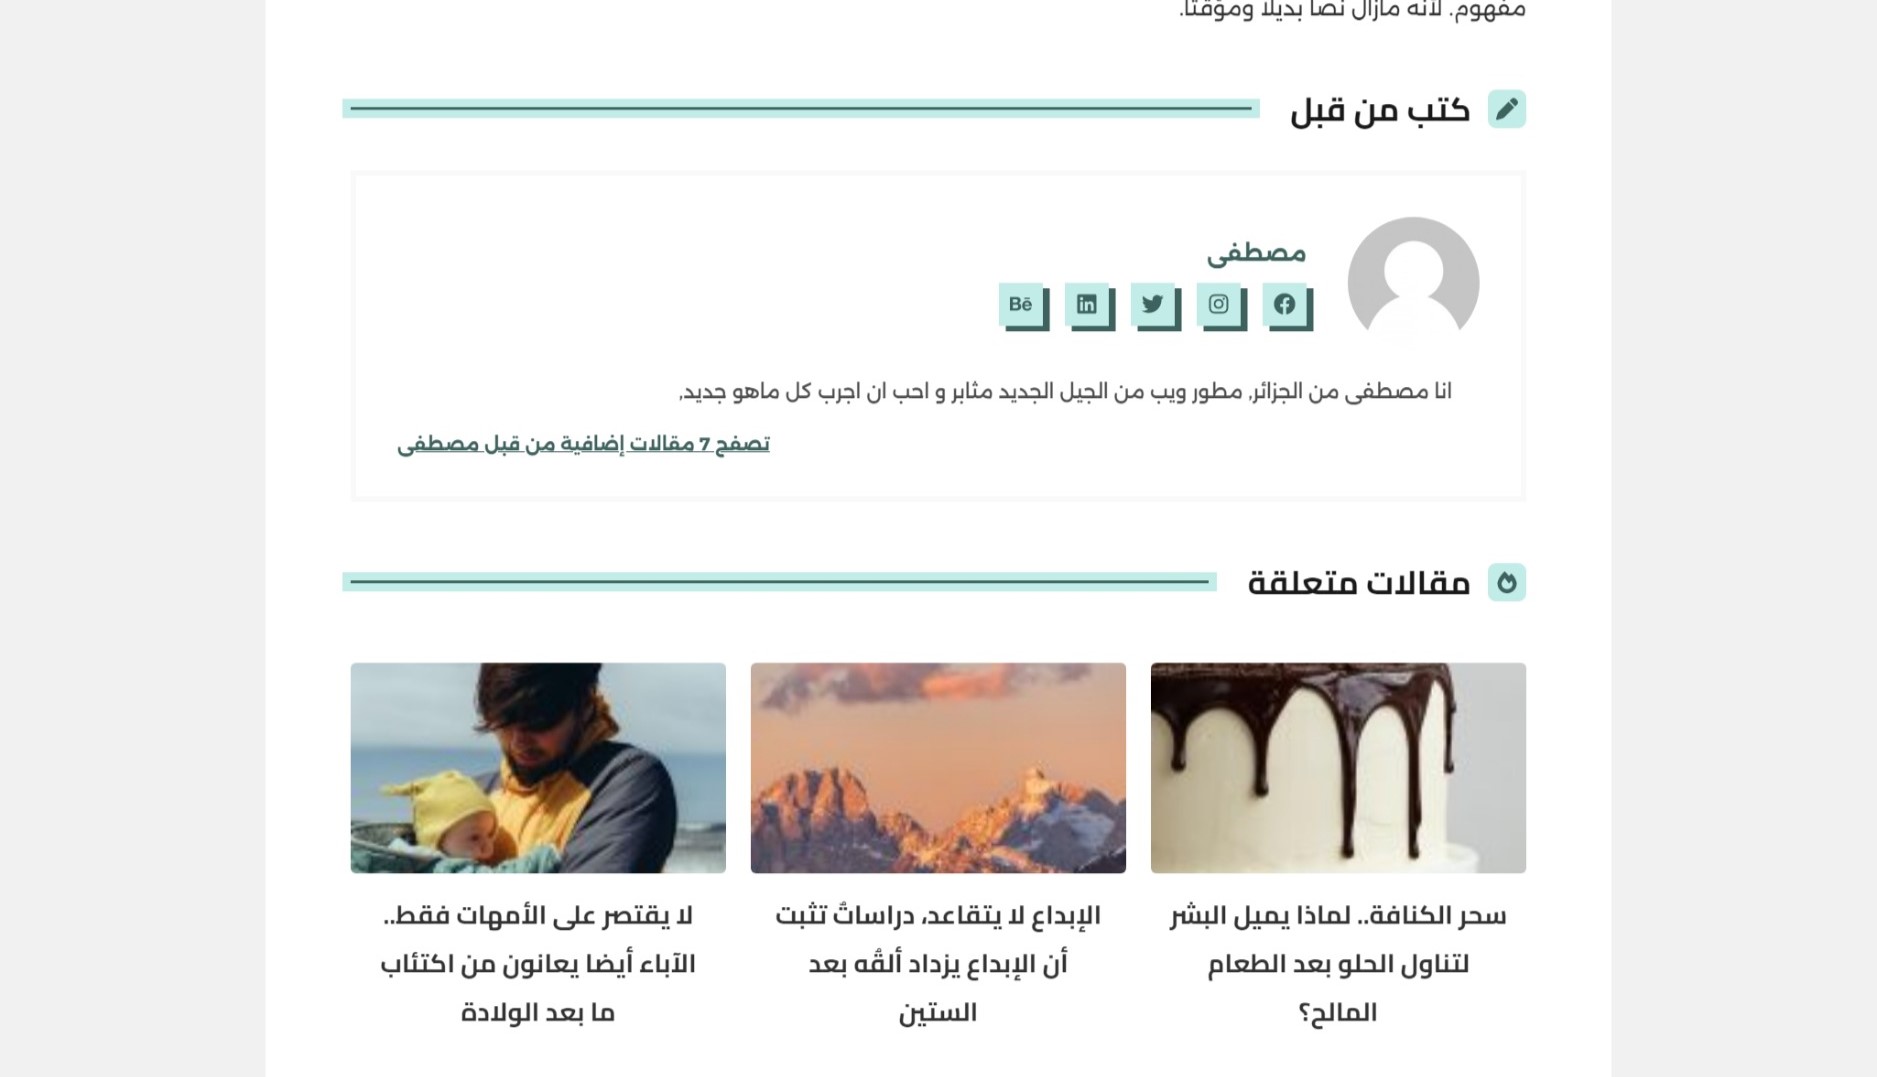 مفهوم. لأنه مازال نصاً بديلاً ومؤقتاً.
كتب من قبل
مصطفى
Bē
in
انا مصطفى من الجزائر, مطور ويب من الجيل الجديد مثابر و احب ان اجرب كل ماهو جديد,
تصفح 7 مقالات إضافية من قبل مصطفى
مقالات متعلقة
سحر الكنافة.. لماذا يميل البشر
لتناول الحلو بعد الطعام
المالح؟
الإبداع لا يتقاعد، دراساتٌ تثبت
أن الإبداع يزداد ألقُه بعد
الستين
لا يقتصر على الأمهات فقط..
الآباء أيضا يعانون من اكتئاب
ما بعد الولادة